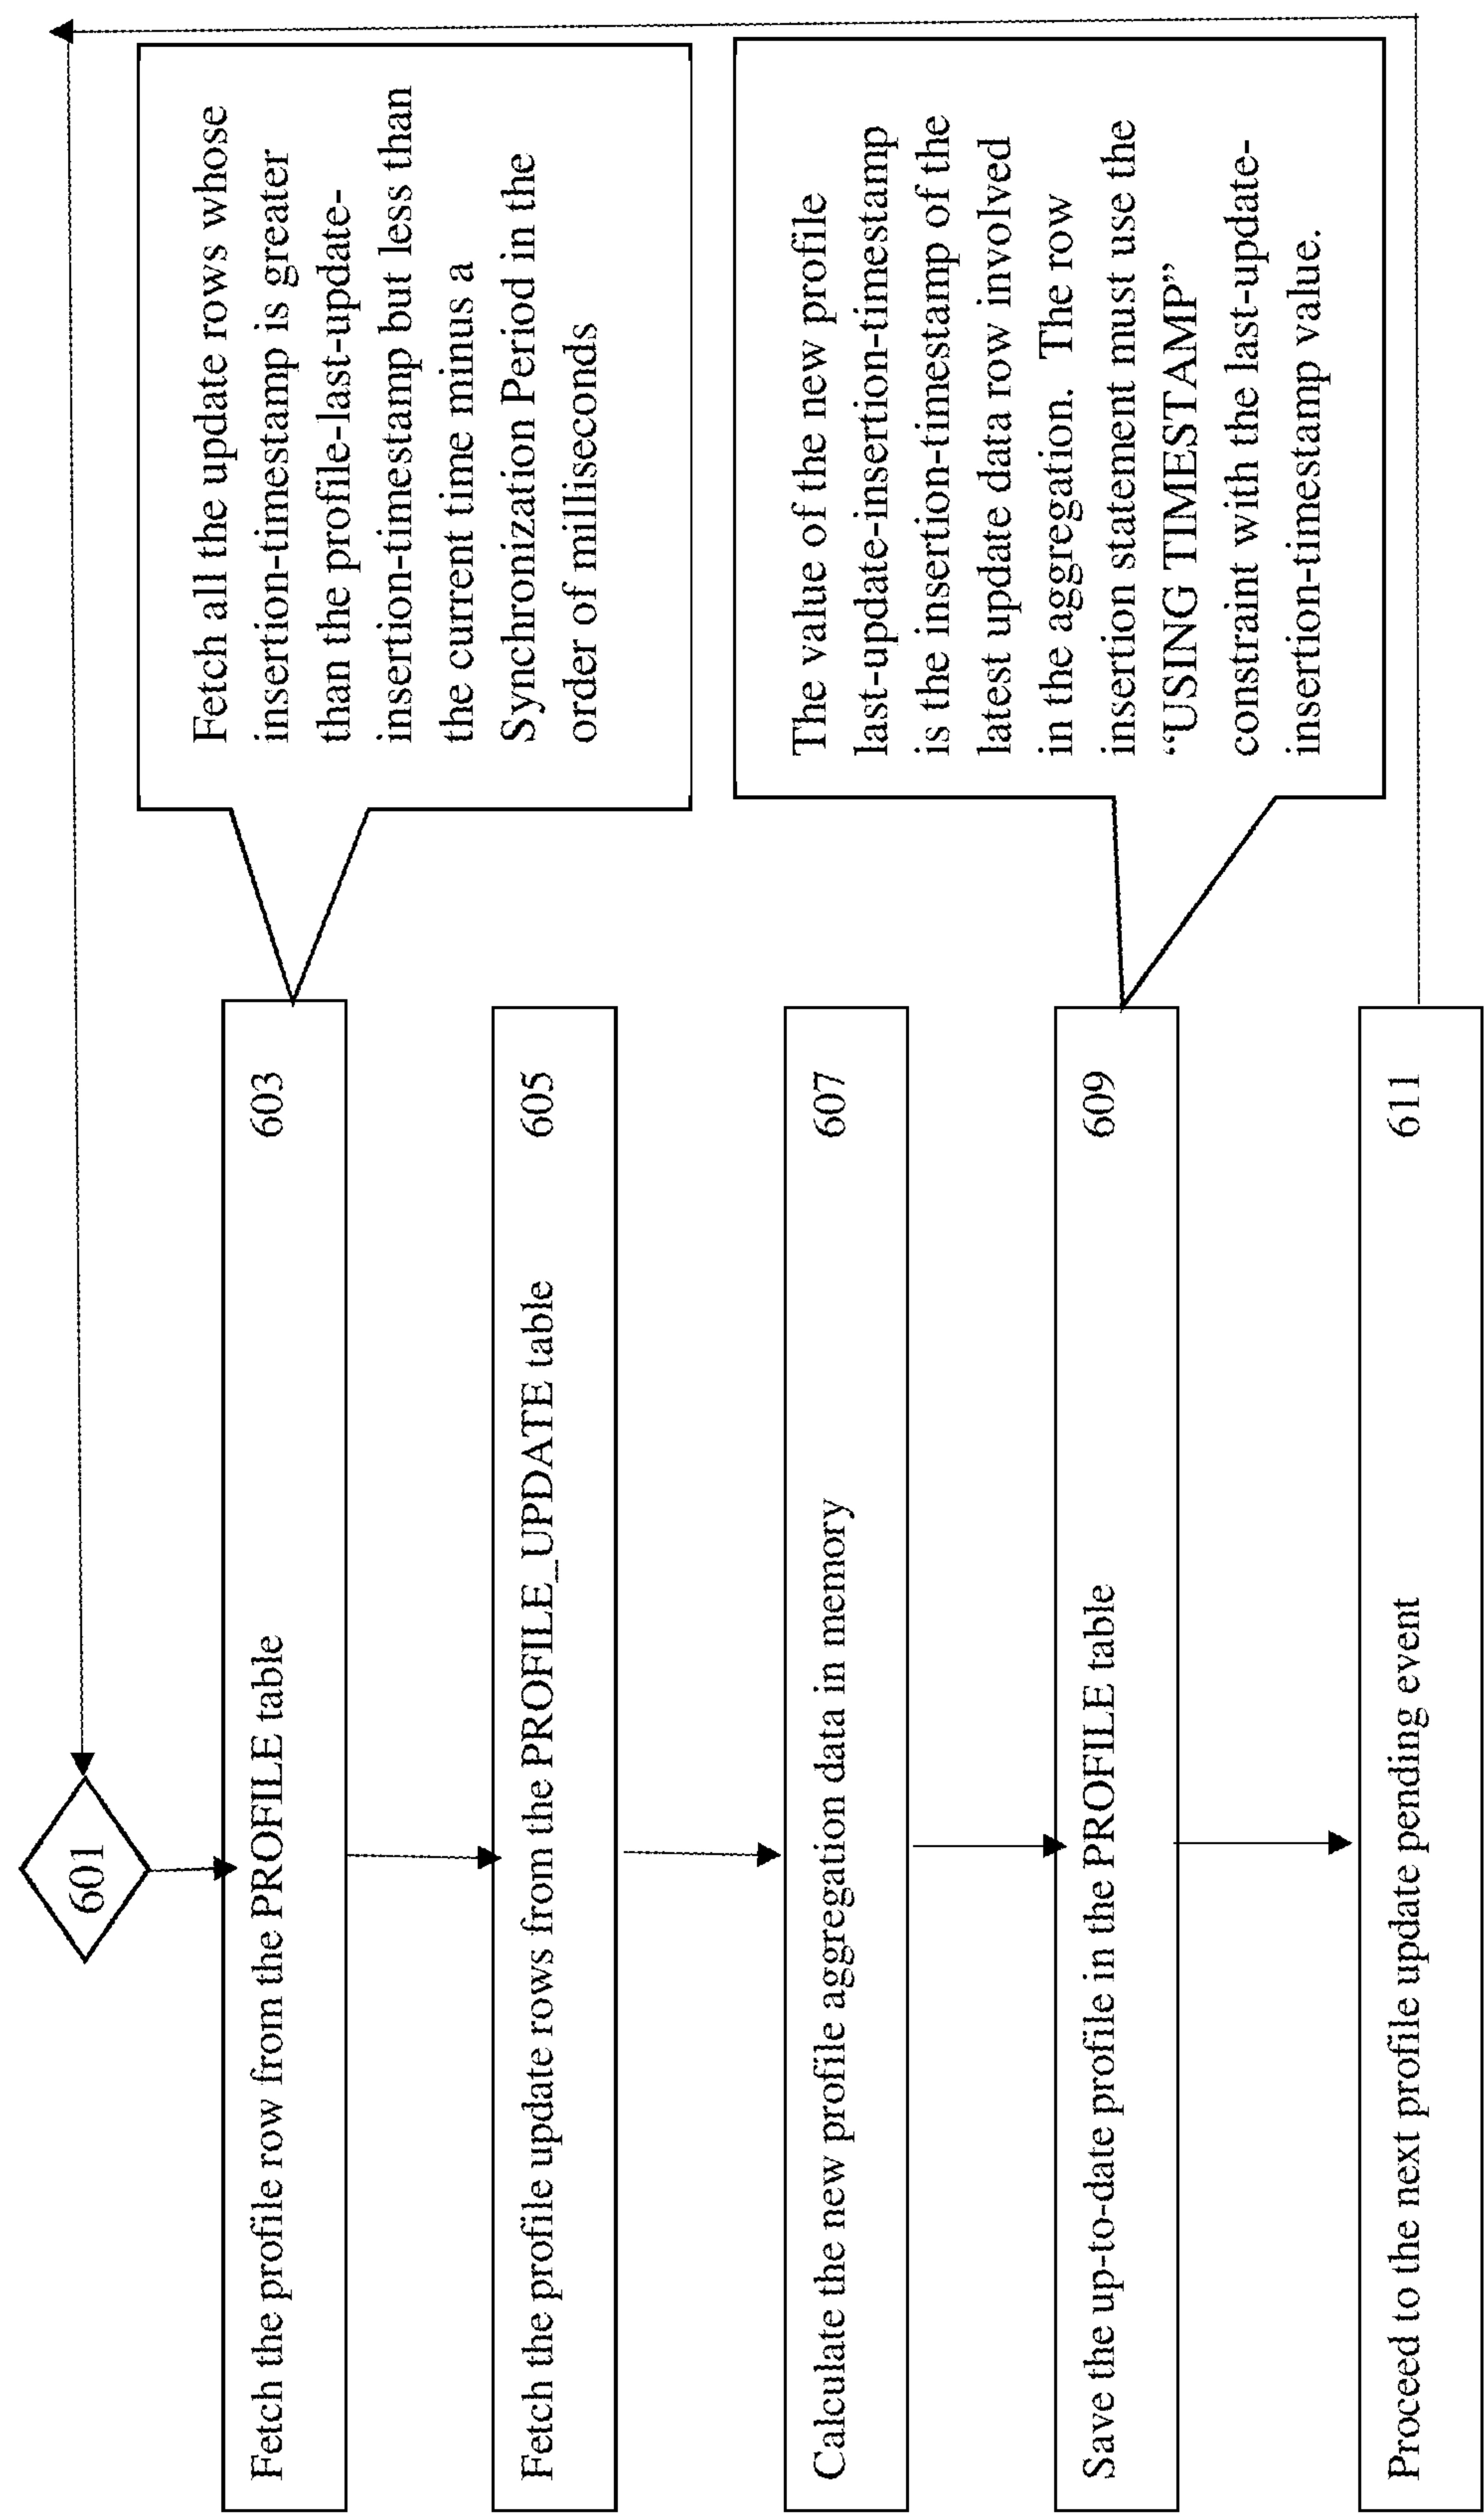 601
Fetch the profile row from the PROFILE table 603
Fetch all the update rows whose
insertion-timestamp is greater
than the profile-last-update-
insertion-timestamp but less than
the current time minus a
Synchronization Period in the
order of milliseconds
Fetch the profile update rows from the PROFILE_UPDATE table 605
Calculate the new profile aggregation data in memory 607
Save the up-to-date profile in the PROFILE table 609
The value of the new profile
last-update-insertion-timestamp
is the insertion-timestamp of the
latest update data row involved
in the aggregation. The row
insertion statement must use the
“USING TIMESTAMP”
constraint with the last-update-
insertion-timestamp value.
Proceed to the next profile update pending event 611